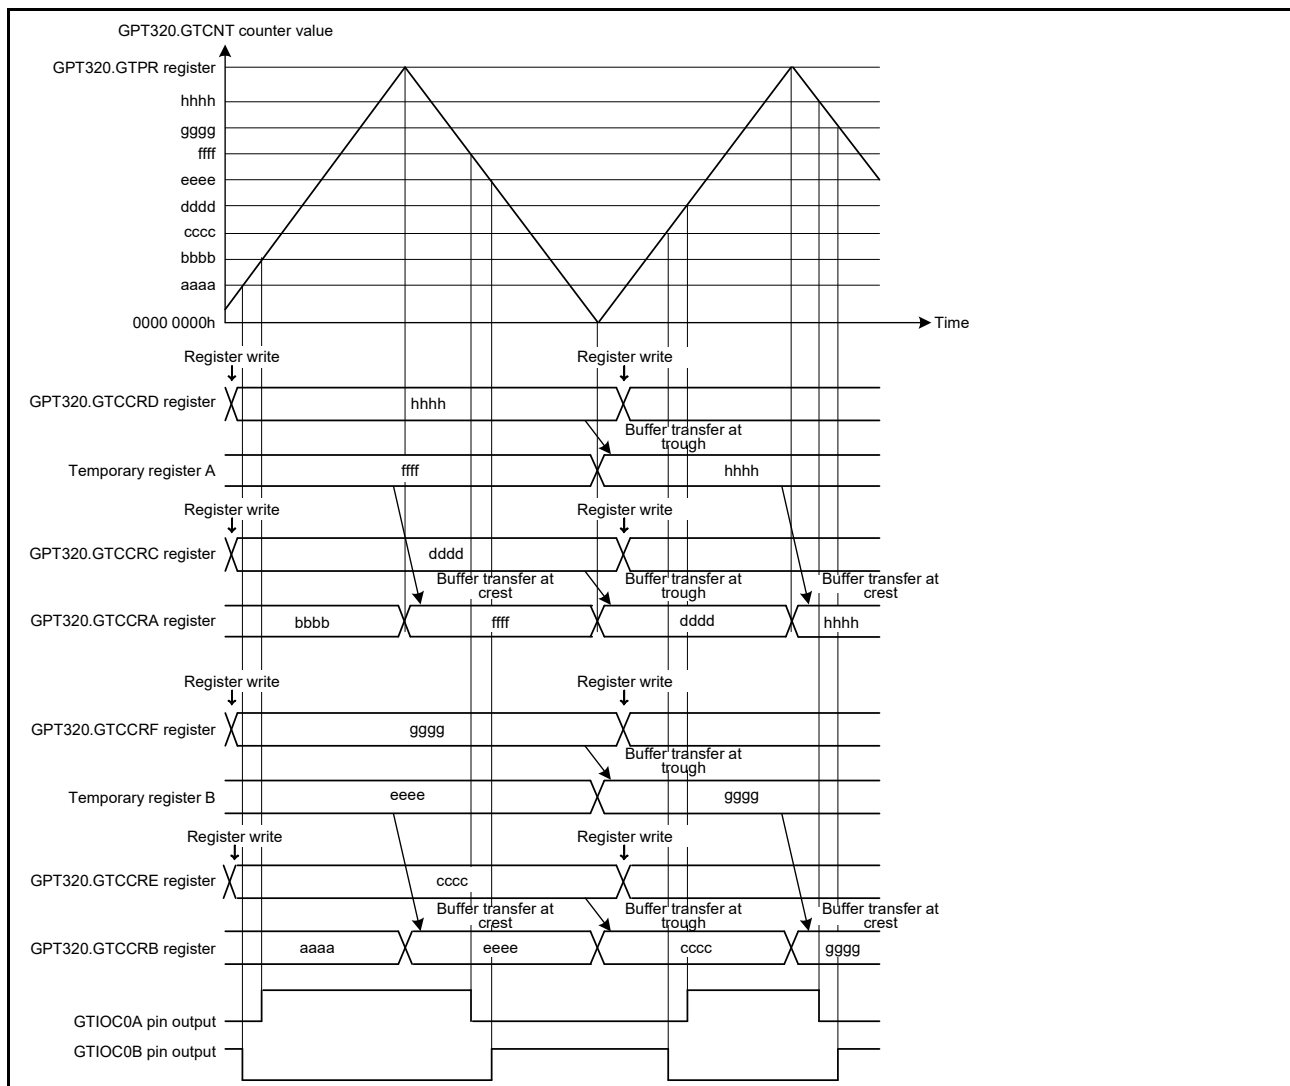 GPT320.GTCNT counter value
GPT320.GTPR register
hhhh
gggg
ffff
eeee
dddd
cccc
bbbb
aaaa
0000 0000h
Time
Register write
Register write
GPT320.GTCCRD register
hhhh
Buffer transfer at
trough
Temporary register A
ffff
hhhh
Register write
Register write
GPT320.GTCCRC register
dddd
Buffer transfer at
crest
Buffer transfer at
trough
Buffer transfer at
crest
GPT320.GTCCRA register
bbbb
ffff
dddd
hhhh
Register write
Register write
GPT320.GTCCRF register
gggg
Buffer transfer at
trough
Temporary register B
eeee
gggg
Register write
Register write
GPT320.GTCCRE register
cccc
Buffer transfer at
crest
Buffer transfer at
trough
Buffer transfer at
crest
GPT320.GTCCRB register
aaaa
eeee
cccc
gggg
GTIOC0A pin output
GTIOC0B pin output